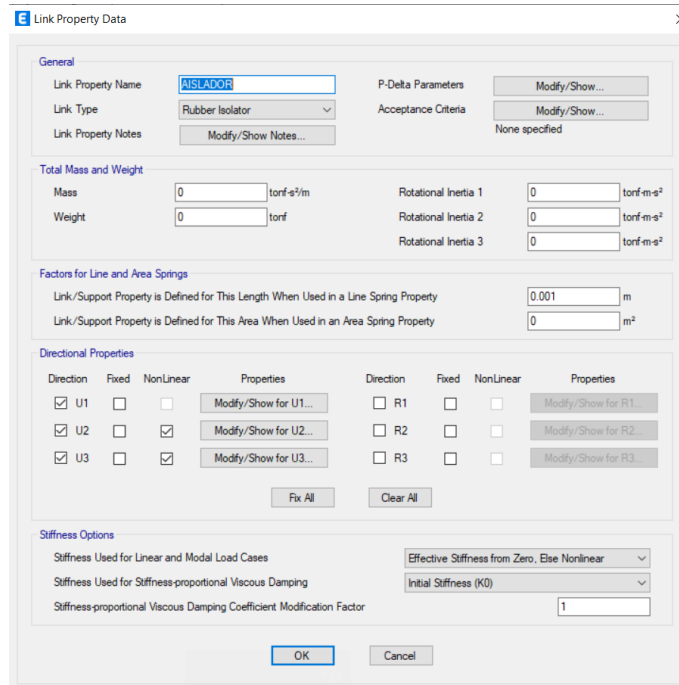 E Link Property Data
General
Link Property Name AISLADOR P-Delta Parameters Modify/Show...
Link Type Rubber Isolator Acceptance Criteria Modify/Show...
Link Property Notes Modify/Show Notes... None specified
Total Mass and Weight
Mass 0 tonf-s²/m Rotational Inertia 1 0 tonf-m-s²
Weight 0 tonf Rotational Inertia 2 0 tonf-m-s²
Rotational Inertia 3 0 tonf-m-s²
Factors for Line and Area Springs
Link/Support Property is Defined for This Length When Used in a Line Spring Property 0.001 m
Link/Support Property is Defined for This Area When Used in an Area Spring Property 0 m²
Directional Properties
Direction Fixed NonLinear Properties Direction Fixed NonLinear Properties
U1 Modify/Show for U1... R1 Modify/Show for R1...
U2 Modify/Show for U2... R2 Modify/Show for R2...
U3 Modify/Show for U3... R3 Modify/Show for R3...
Fix All Clear All
Stiffness Options
Stiffness Used for Linear and Modal Load Cases Effective Stiffness from Zero, Else Nonlinear
Stiffness Used for Stiffness-proportional Viscous Damping Initial Stiffness (K0)
Stiffness-proportional Viscous Damping Coefficient Modification Factor 1
OK Cancel